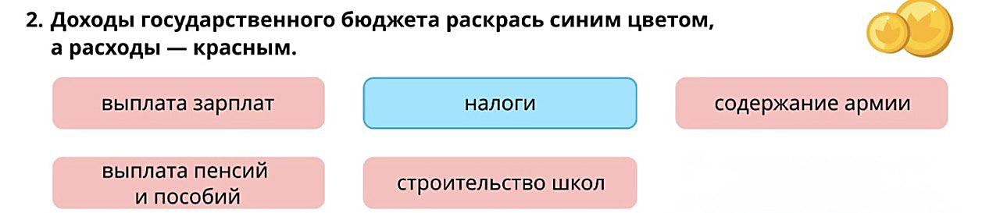 2. Доходы государственного бюджета раскрась синим цветом,
а расходы — красным.
выплата зарплат
налоги
содержание армии
выплата пенсий
и пособий
строительство школ